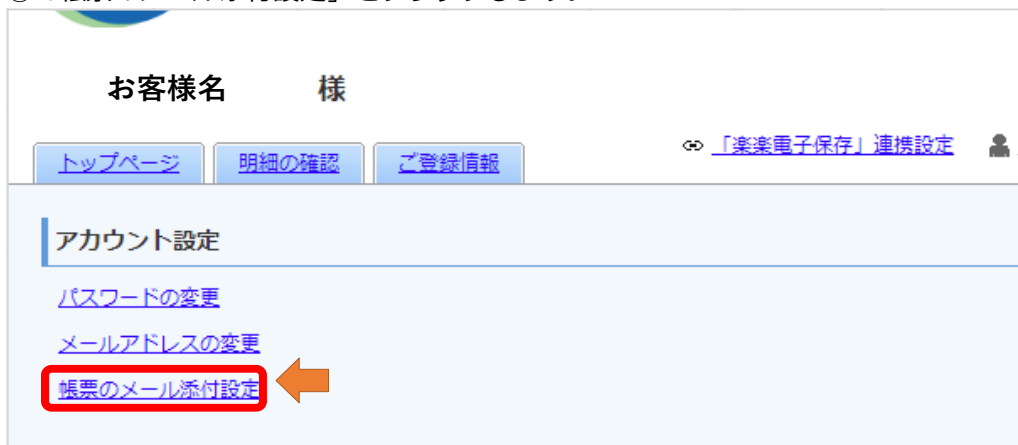 お客様名 様
「楽楽電子保存」連携設定
トップページ 明細の確認 ご登録情報
アカウント設定
パスワードの変更
メールアドレスの変更
帳票のメール添付設定